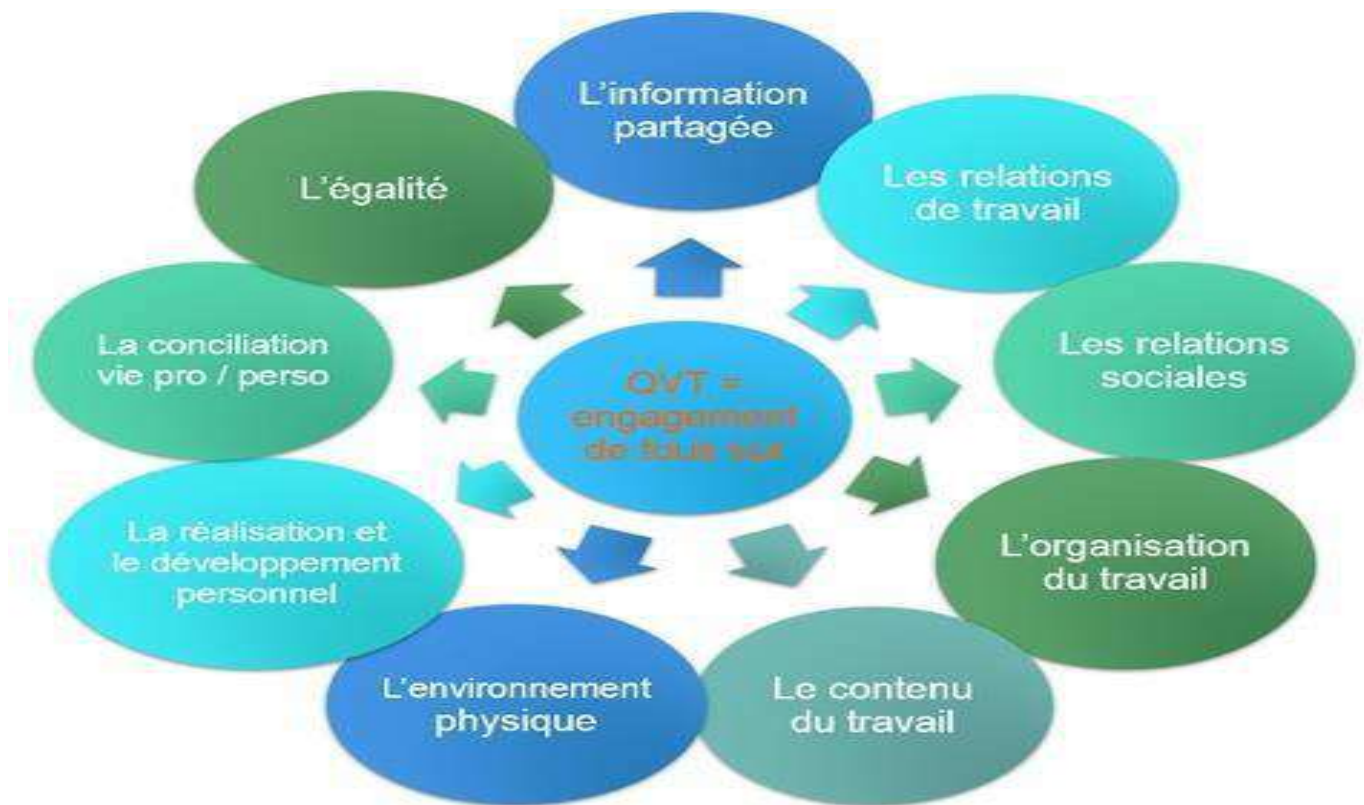 L'information
partagée
Les relations
de travail
Les relations
sociales
L'organisation
du travail
Le contenu
du travail
L'environnement
physique
La réalisation et
le développement
personnel
La conciliation
vie pro / perso
L'égalité
QVT =
engagement
de tous sur